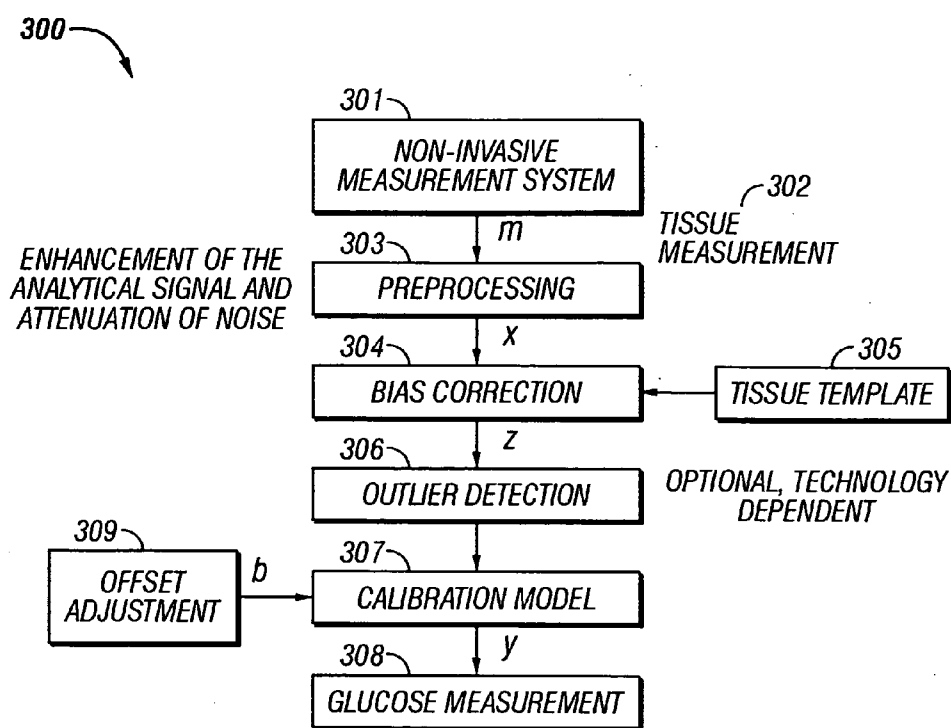 300
301
NON-INVASIVE
MEASUREMENT SYSTEM
m
302
TISSUE
MEASUREMENT
ENHANCEMENT OF THE
ANALYTICAL SIGNAL AND
ATTENUATION OF NOISE
303
PREPROCESSING
x
304
BIAS CORRECTION
305
TISSUE TEMPLATE
z
306
OUTLIER DETECTION
OPTIONAL, TECHNOLOGY
DEPENDENT
309
OFFSET
ADJUSTMENT
b
307
CALIBRATION MODEL
y
308
GLUCOSE MEASUREMENT